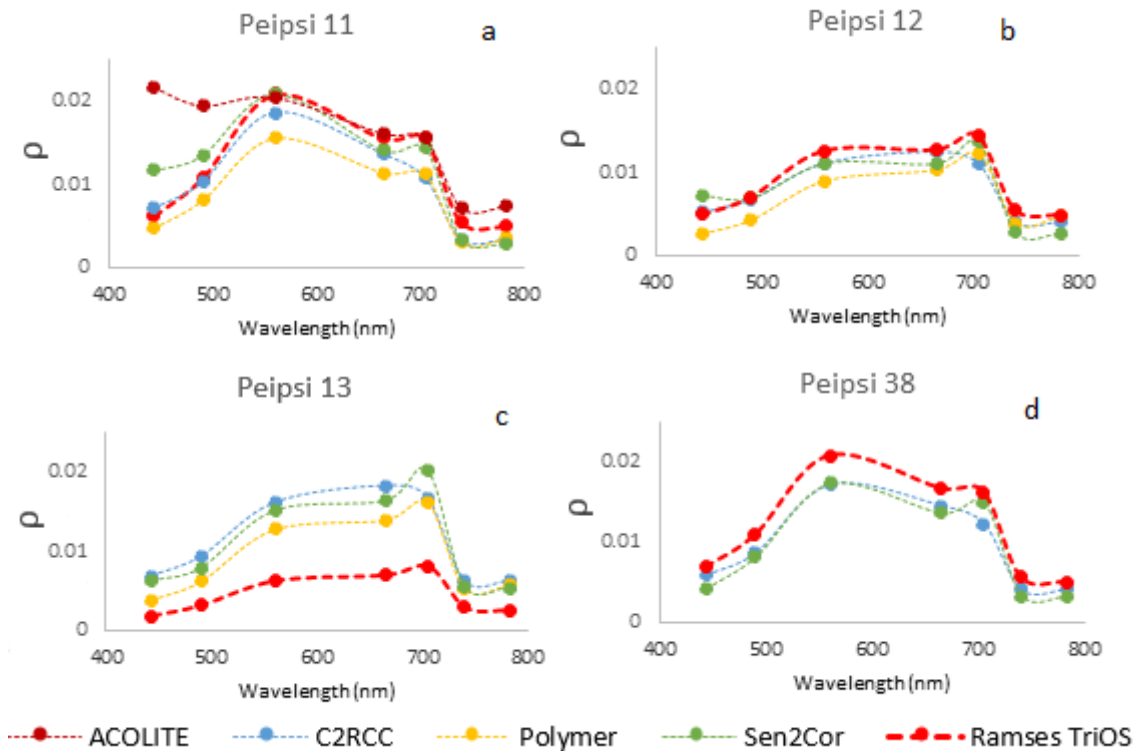 Peipsi 11
a
0.02
0.01
0
ρ
400 500 600 700 800
Wavelength (nm)
Peipsi 12
b
0.02
0.01
0
ρ
400 500 600 700 800
Wavelength (nm)
Peipsi 13
c
0.02
0.01
0
ρ
400 500 600 700 800
Wavelength (nm)
Peipsi 38
d
0.02
0.01
0
ρ
400 500 600 700 800
Wavelength (nm)
ACOLITE C2RCC Polymer Sen2Cor Ramses TriOS